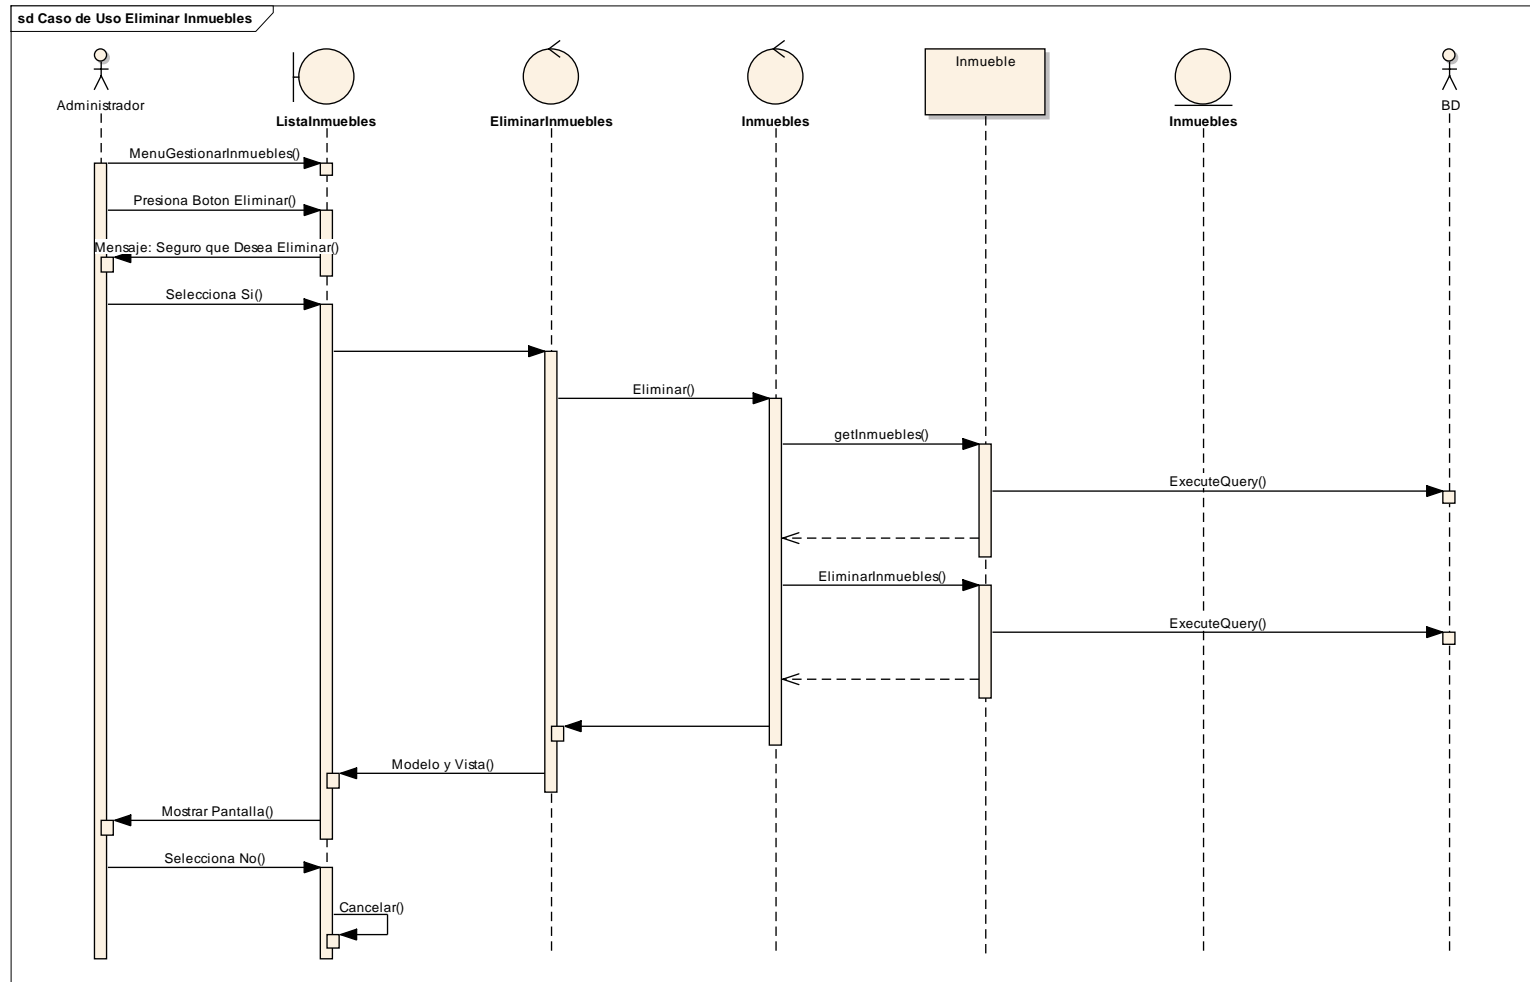 sd Caso de Uso Eliminar Inmuebles
Administrador
ListaInmuebles
EliminarInmuebles
Inmuebles
Inmueble
Inmuebles
BD
MenuGestionarInmuebles()
Presiona Boton Eliminar()
Mensaje: Seguro que Desea Eliminar()
Selecciona Si()
Eliminar()
getInmuebles()
ExecuteQuery()
EliminarInmuebles()
ExecuteQuery()
Modelo y Vista()
Mostrar Pantalla()
Selecciona No()
Cancelar()